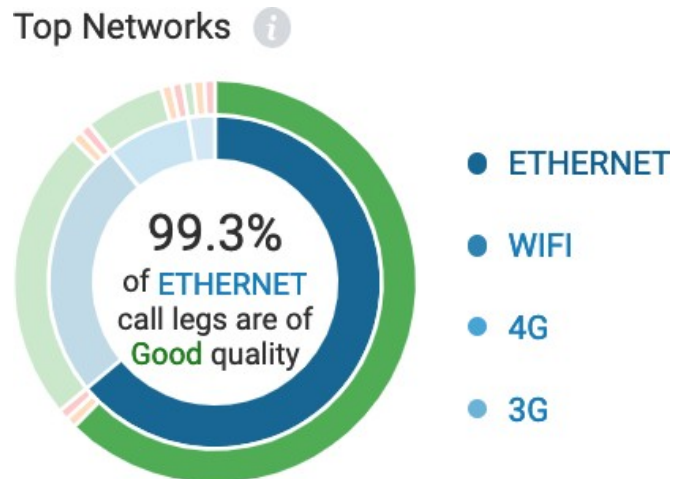 Top Networks
99.3%
of ETHERNET
call legs are of
Good quality
ETHERNET
WIFI
4G
3G